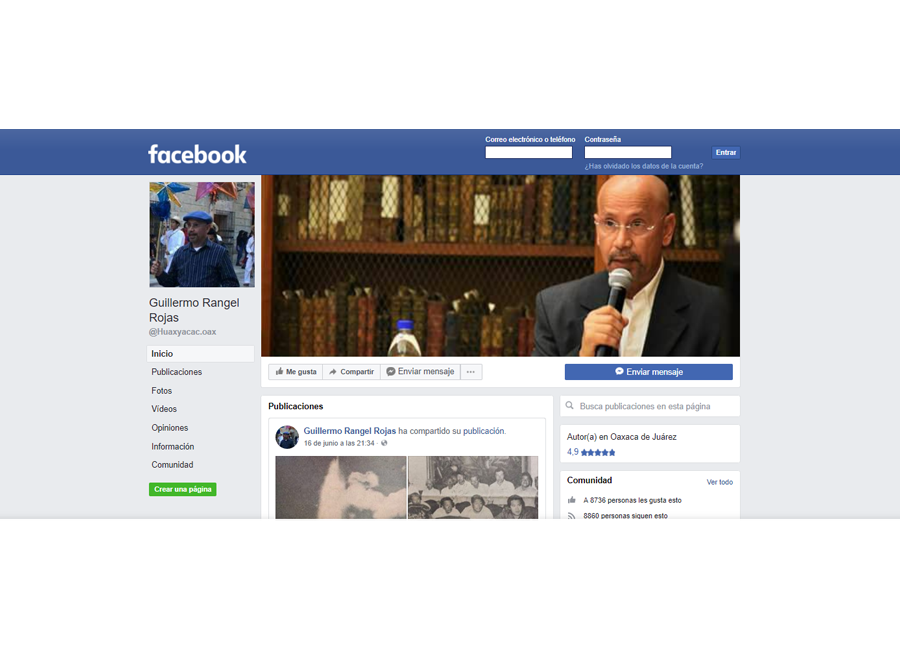 facebook
Correo electrónico o teléfono
Contraseña
Entrar
¿Has olvidado los datos de la cuenta?
Guillermo Rangel
Rojas
@Huaxyacac.oax
Inicio
Publicaciones
Fotos
Vídeos
Opiniones
Información
Comunidad
Crear una página
Me gusta
Compartir
Enviar mensaje
Enviar mensaje
Publicaciones
Guillermo Rangel Rojas ha compartido su publicación.
16 de junio a las 21:34 ·
Busca publicaciones en esta página
Autor(a) en Oaxaca de Juárez
4,9
Comunidad
Ver todo
A 8736 personas les gusta esto
8860 personas siguen esto